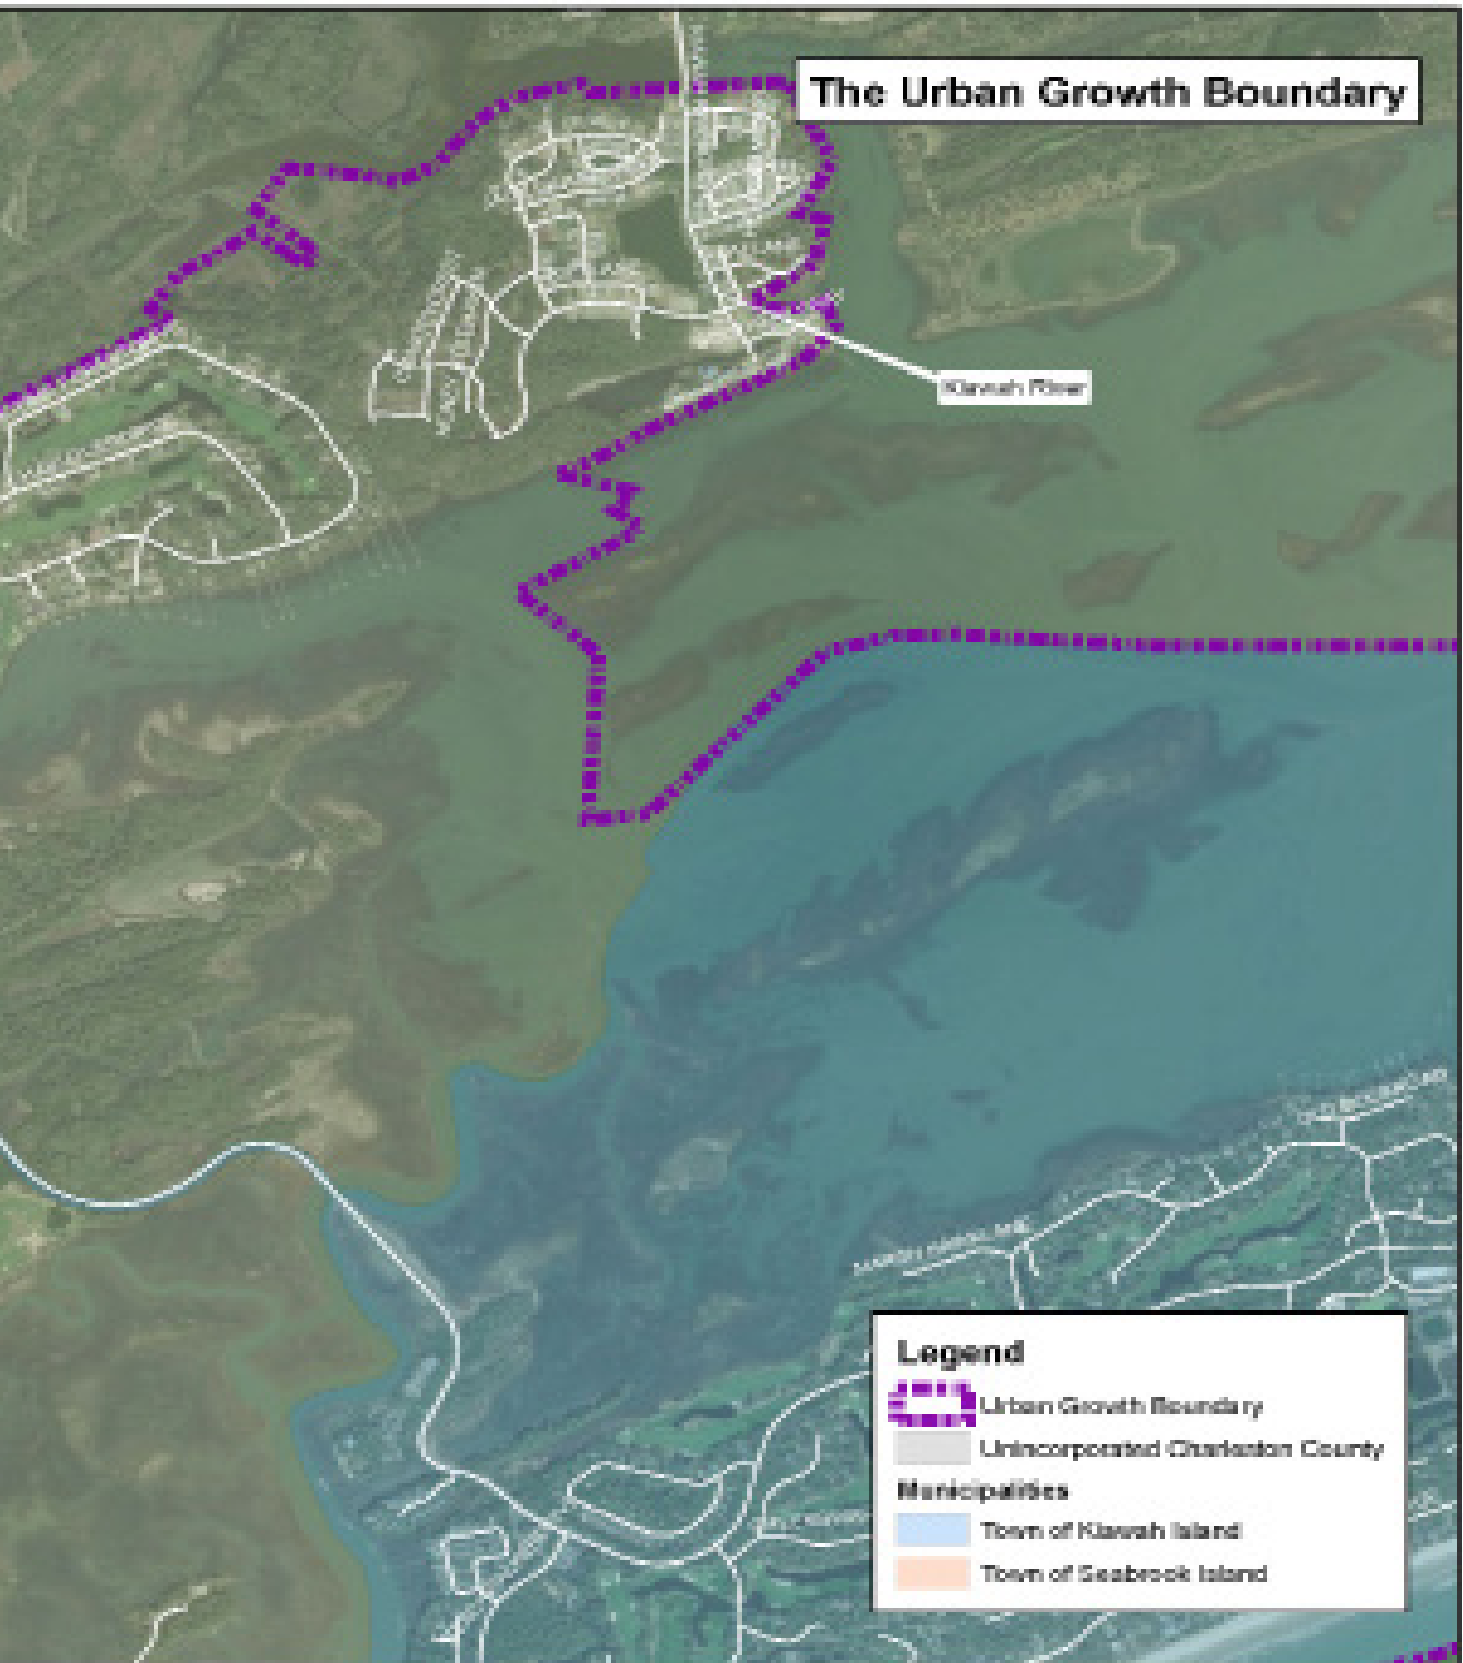 The Urban Growth Boundary
Kiawah River
Legend
Urban Growth Boundary
Unincorporated Charleston County
Municipalities
Town of Kiawah Island
Town of Seabrook Island